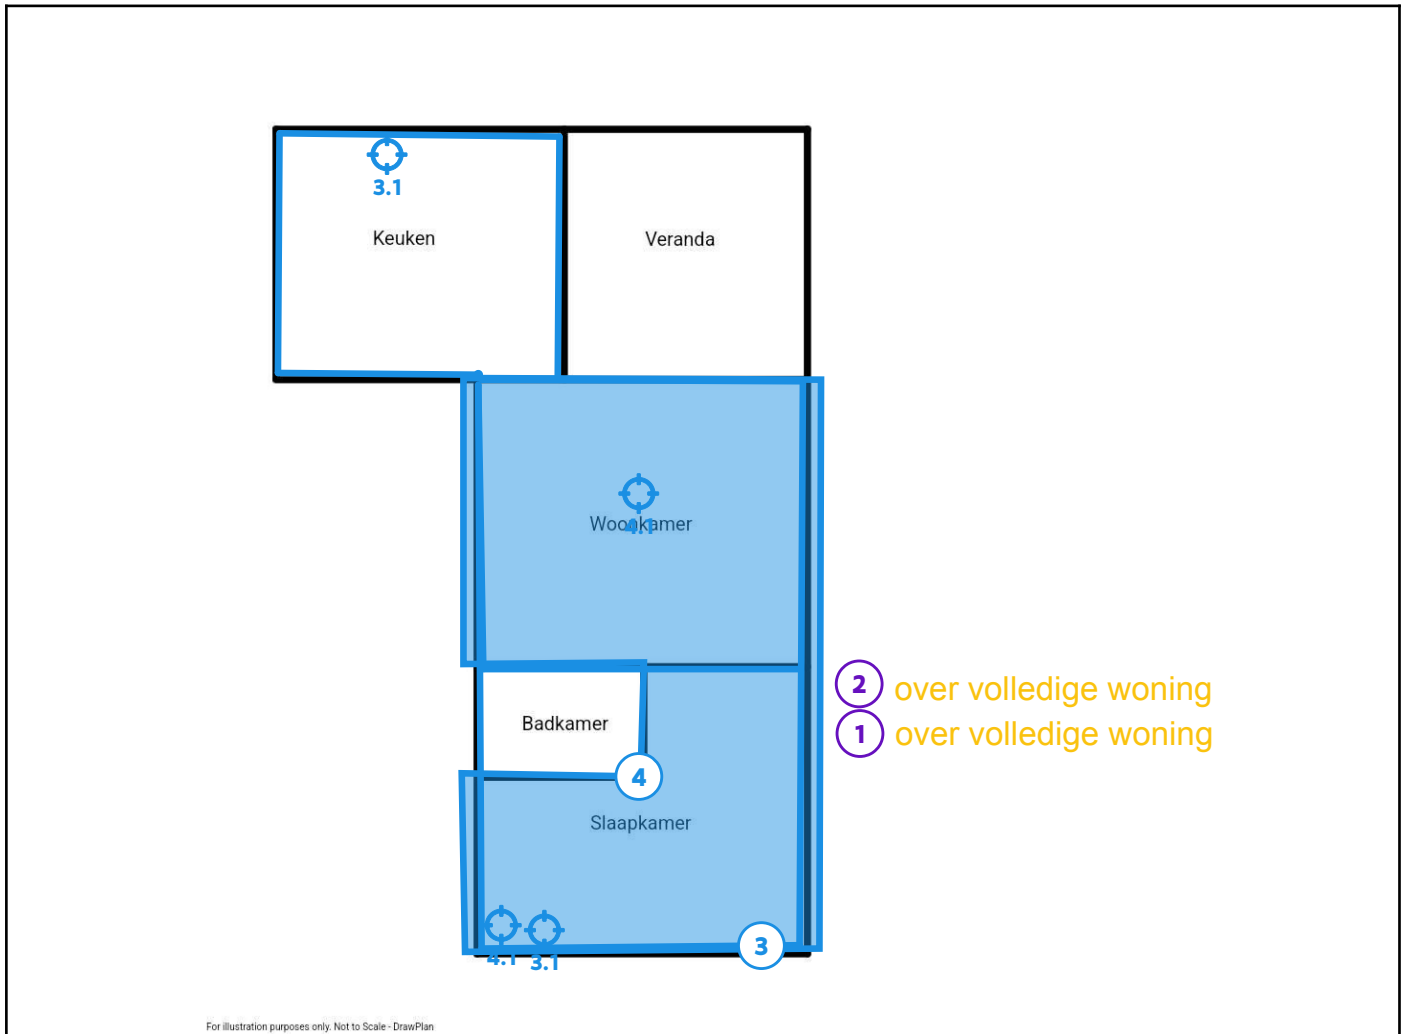 3.1
Keuken
Veranda
Woonkamer
4.1
2 over volledige woning
1 over volledige woning
Badkamer
4
Slaapkamer
3
4.1
3.1
For illustration purposes only. Not to Scale - DrawPlan